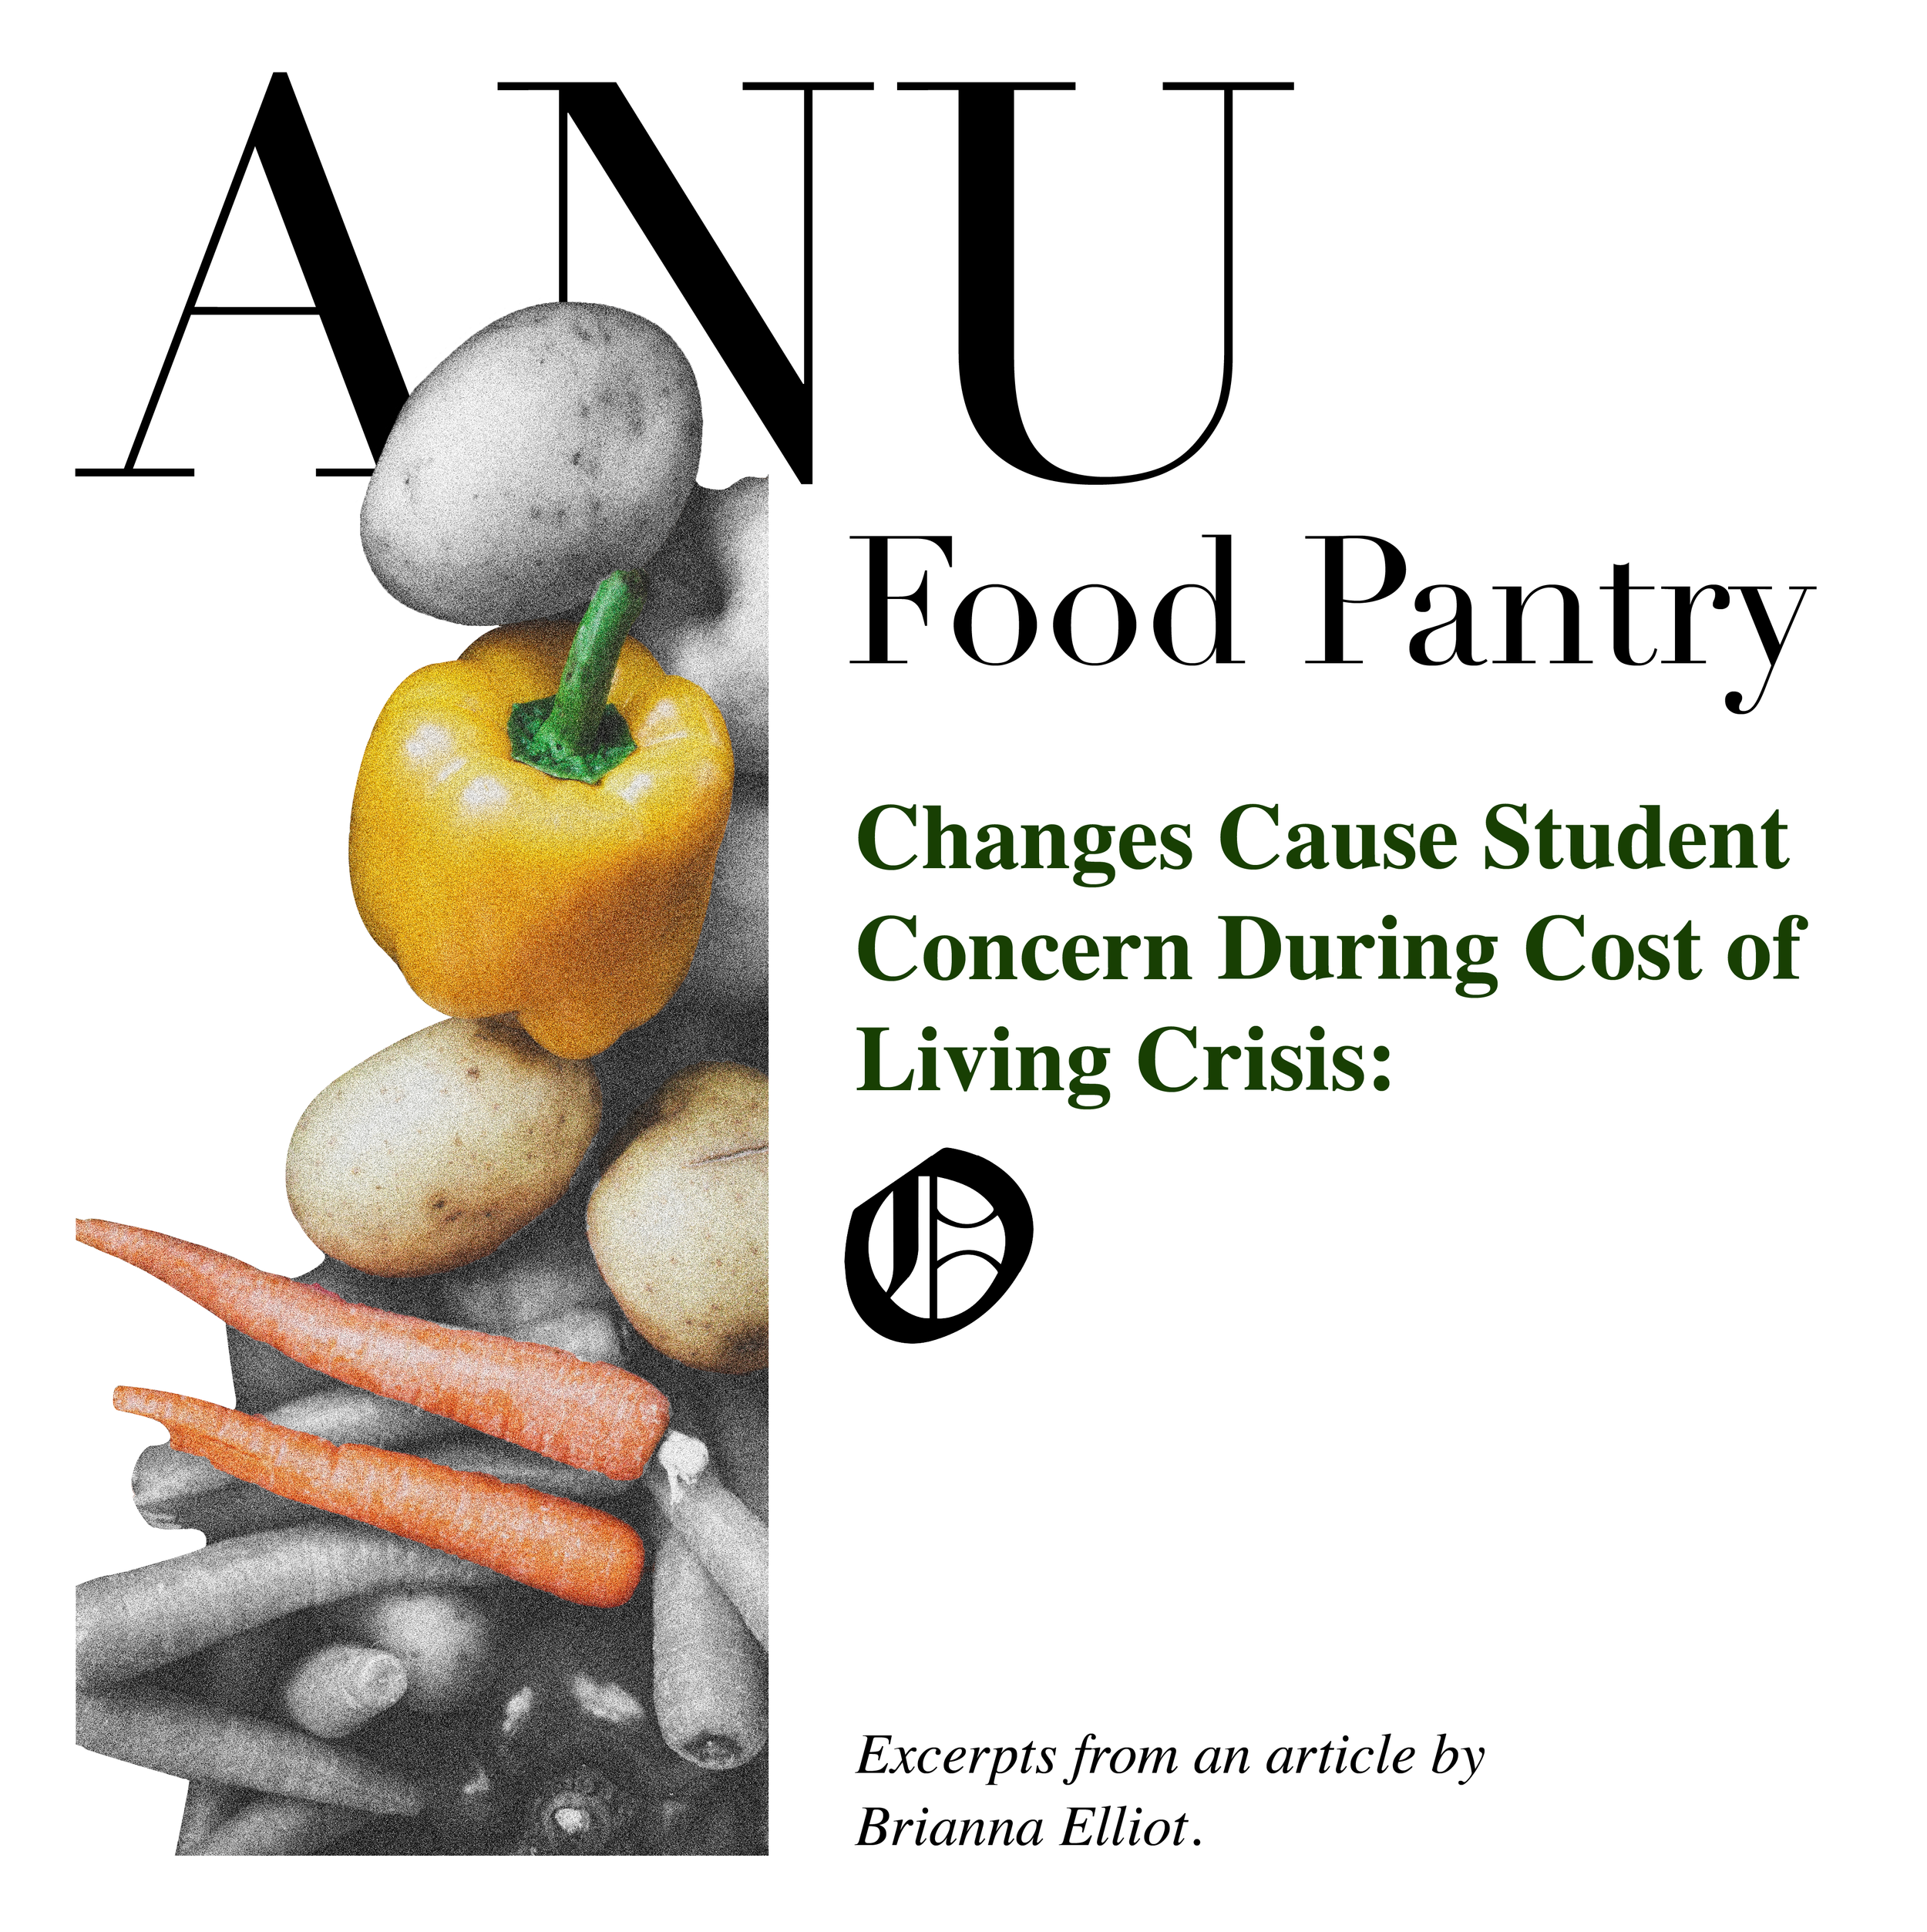 ANU
Food Pantry
Changes Cause Student
Concern During Cost of
Living Crisis:
O
Excerpts from an article by
Brianna Elliot.